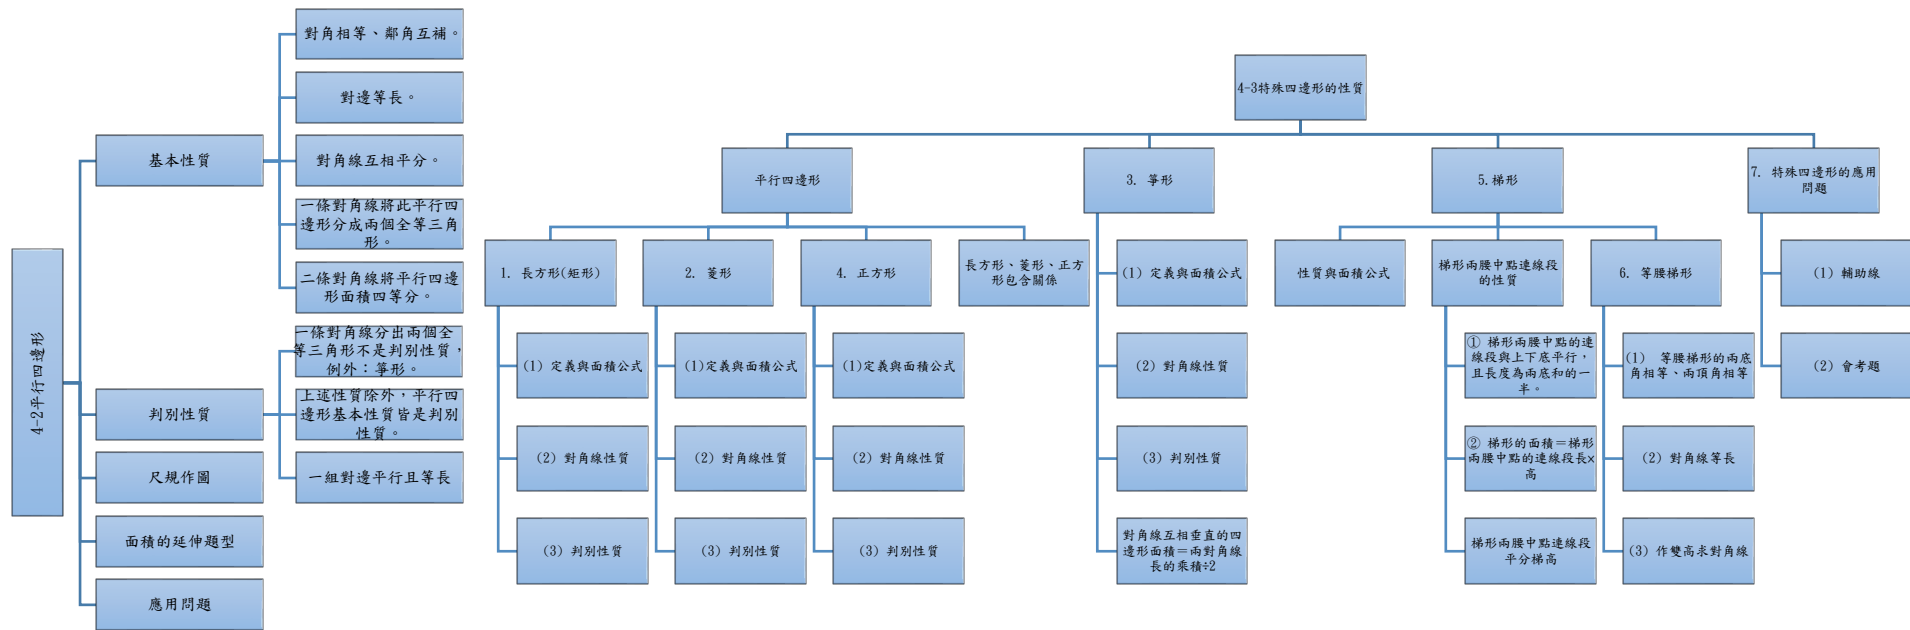 4-2平行四邊形
基本性質
對角相等、鄰角互補。
對邊等長。
對角線互相平分。
一條對角線將此平行四
邊形分成兩個全等三角
形。
二條對角線將平行四邊
形面積四等分。
判別性質
一條對角線分出兩個全
等三角形不是判別性質，
例外：箏形。
上述性質除外，平行四
邊形基本性質皆是判別
性質。
一組對邊平行且等長
尺規作圖
面積的延伸題型
應用問題
4-3特殊四邊形的性質
平行四邊形
1. 長方形(矩形)
(1) 定義與面積公式
(2) 對角線性質
(3) 判別性質
2. 菱形
(1)定義與面積公式
(2) 對角線性質
(3) 判別性質
4. 正方形
(1)定義與面積公式
(2) 對角線性質
(3) 判別性質
長方形、菱形、正方
形包含關係
3. 箏形
(1) 定義與面積公式
(2) 對角線性質
(3) 判別性質
對角線互相垂直的四
邊形面積＝兩對角線
長的乘積÷2
5.梯形
性質與面積公式
梯形兩腰中點連線段
的性質
① 梯形兩腰中點的連
線段與上下底平行，
且長度為兩底和的一
半。
② 梯形的面積＝梯形
兩腰中點的連線段長×
高
梯形兩腰中點連線段
平分梯高
6. 等腰梯形
(1) 等腰梯形的兩底
角相等、兩頂角相等
(2) 對角線等長
(3) 作雙高求對角線
7. 特殊四邊形的應用
問題
(1) 輔助線
(2) 會考題